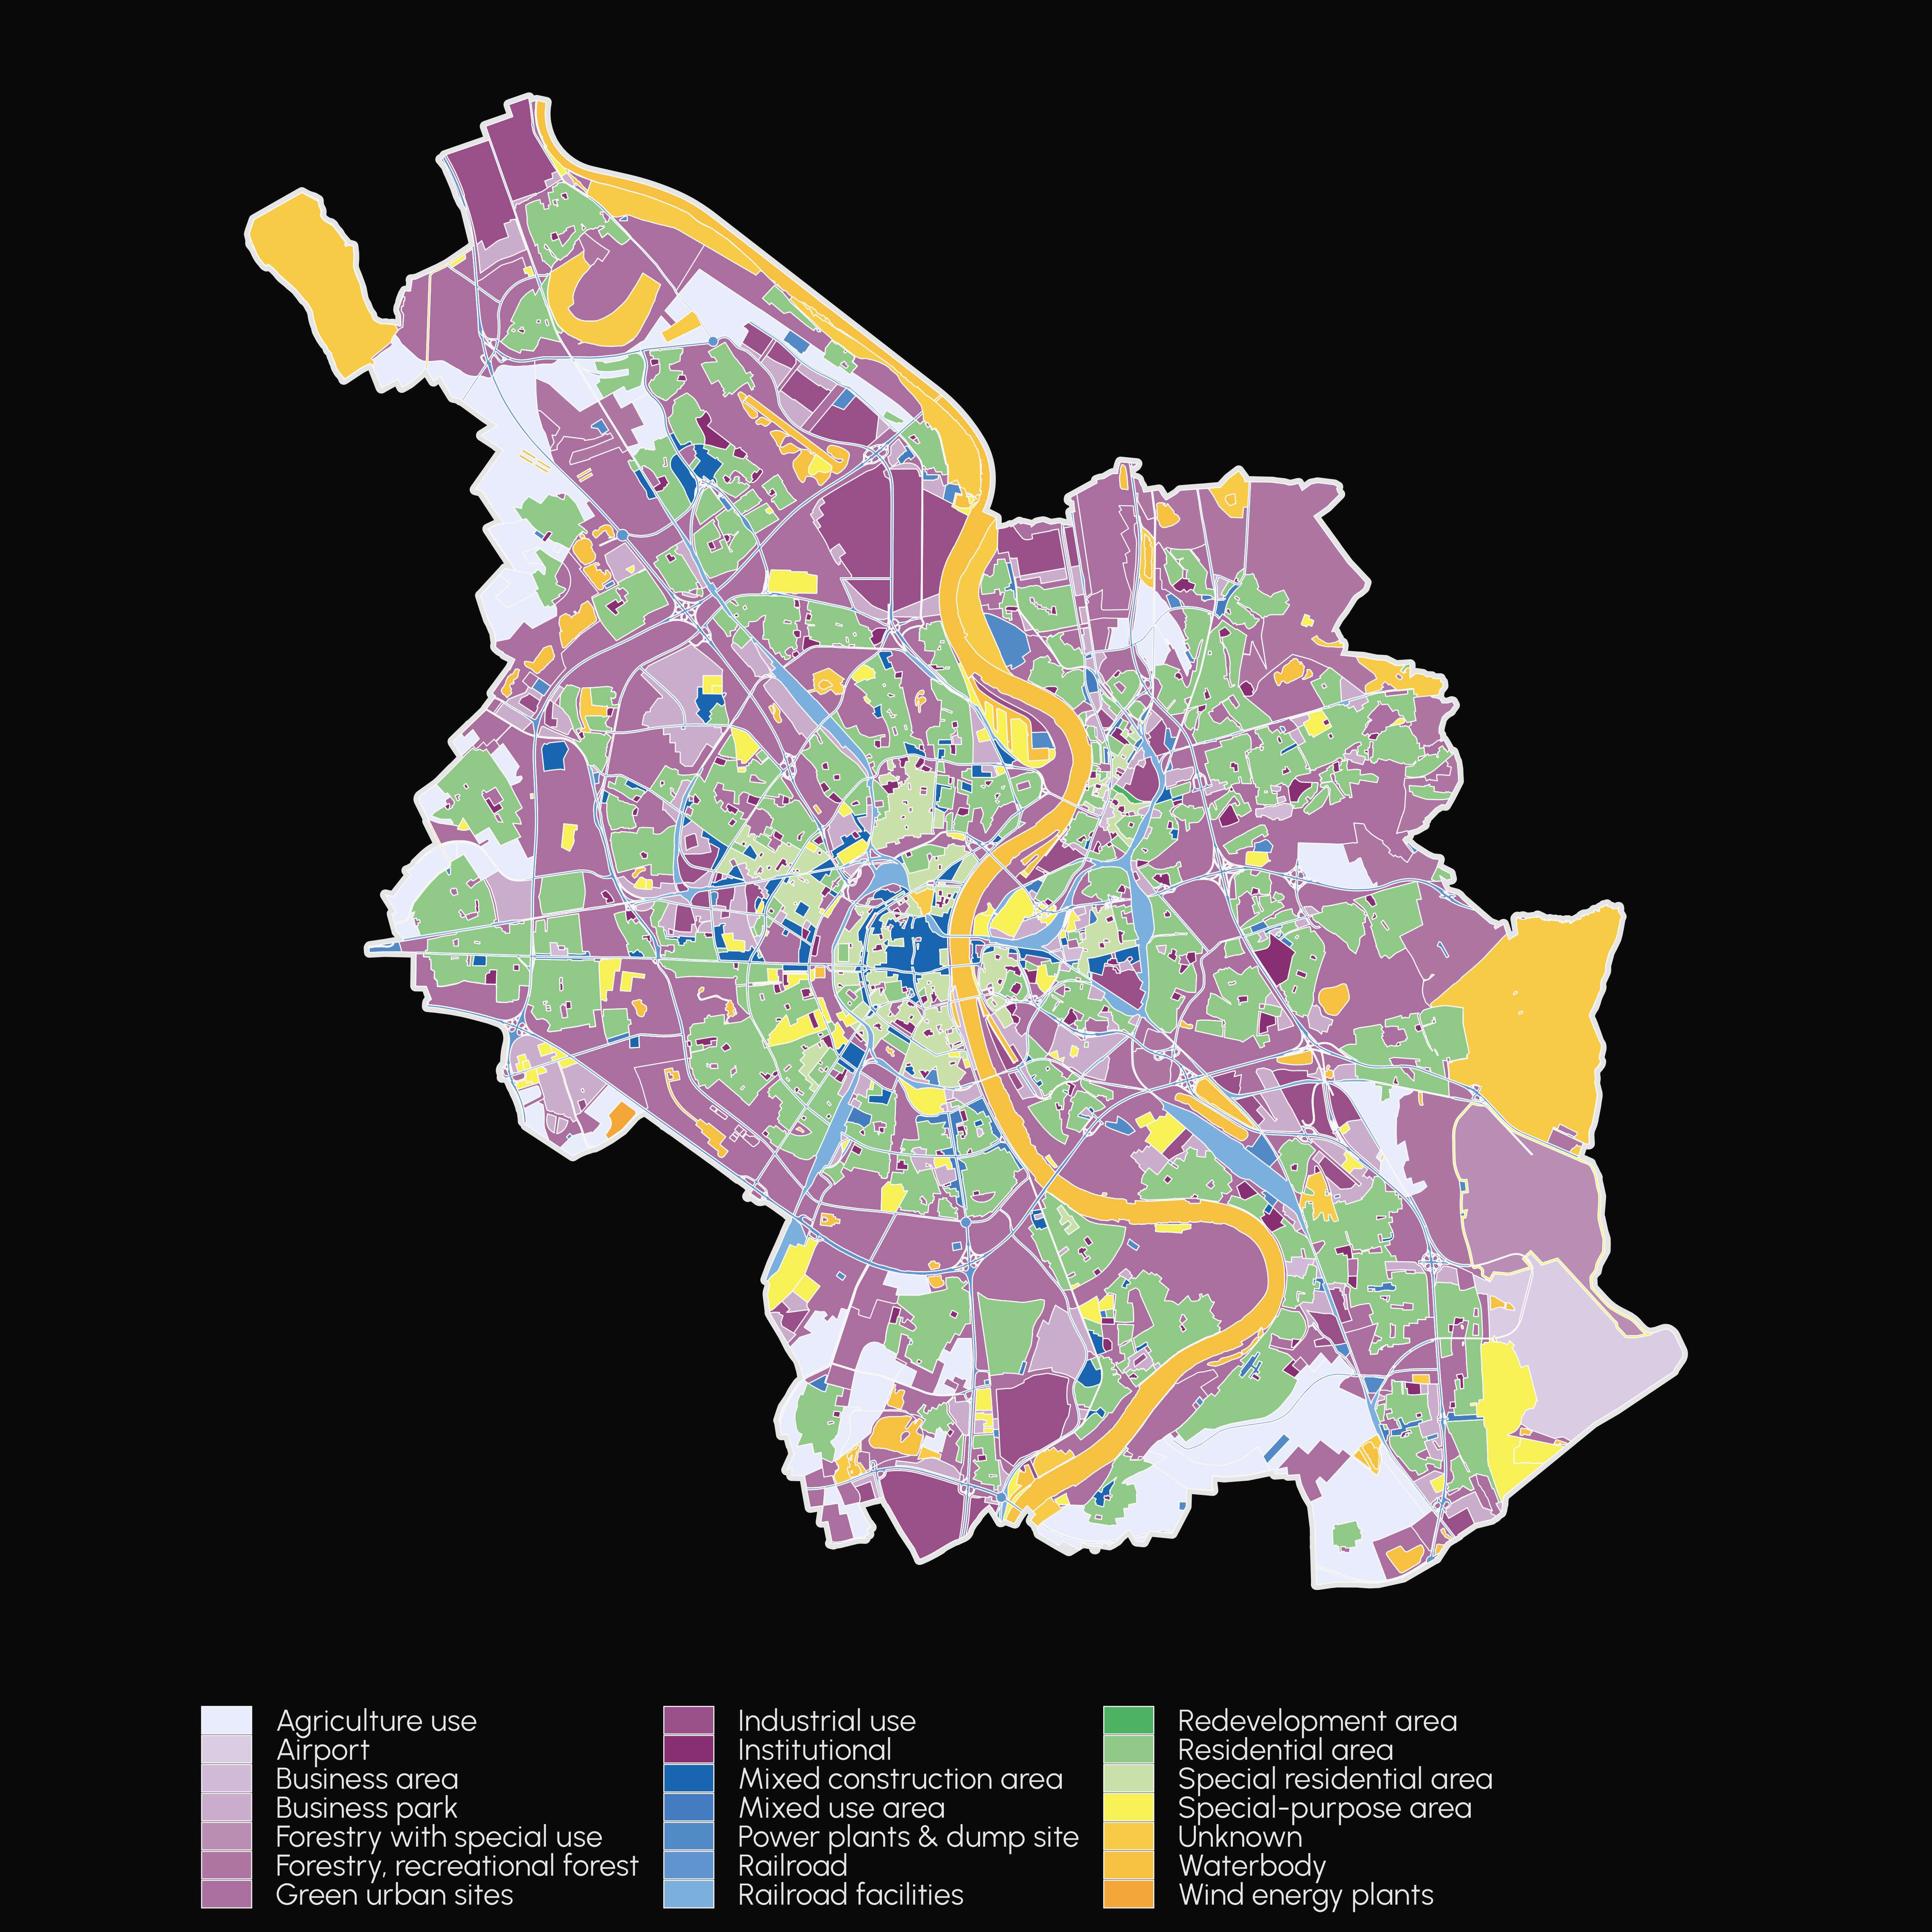 Agriculture use
Airport
Business area
Business park
Forestry with special use
Forestry, recreational forest
Green urban sites
Industrial use
Institutional
Mixed construction area
Mixed use area
Power plants & dump site
Railroad
Railroad facilities
Redevelopment area
Residential area
Special residential area
Special-purpose area
Unknown
Waterbody
Wind energy plants